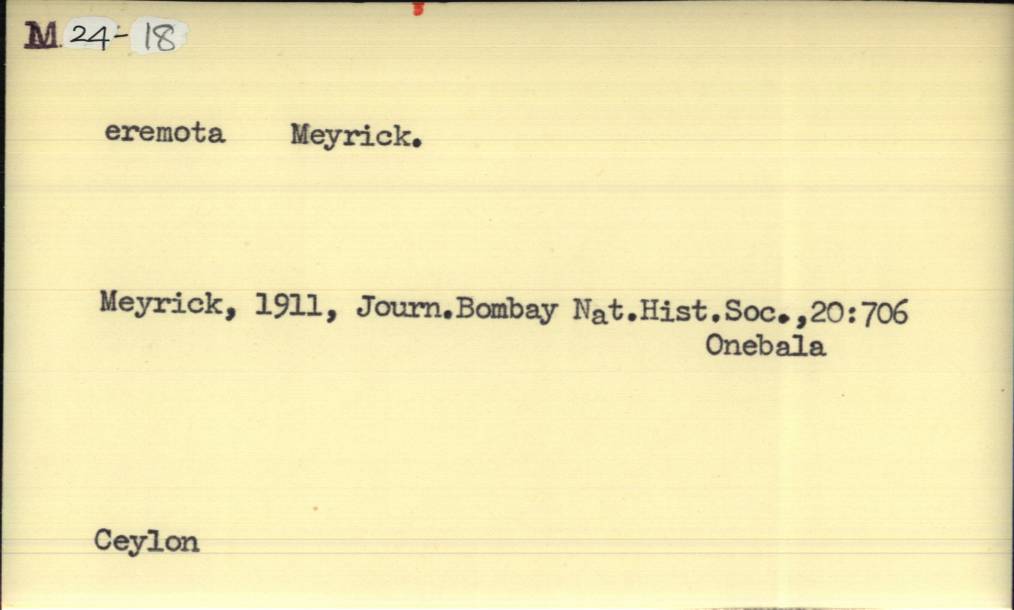 M 24-18
eremota Meyrick.
Meyrick, 1911, Journ.Bombay Nat.Hist.Soc.,20:706
Onebala
Ceylon